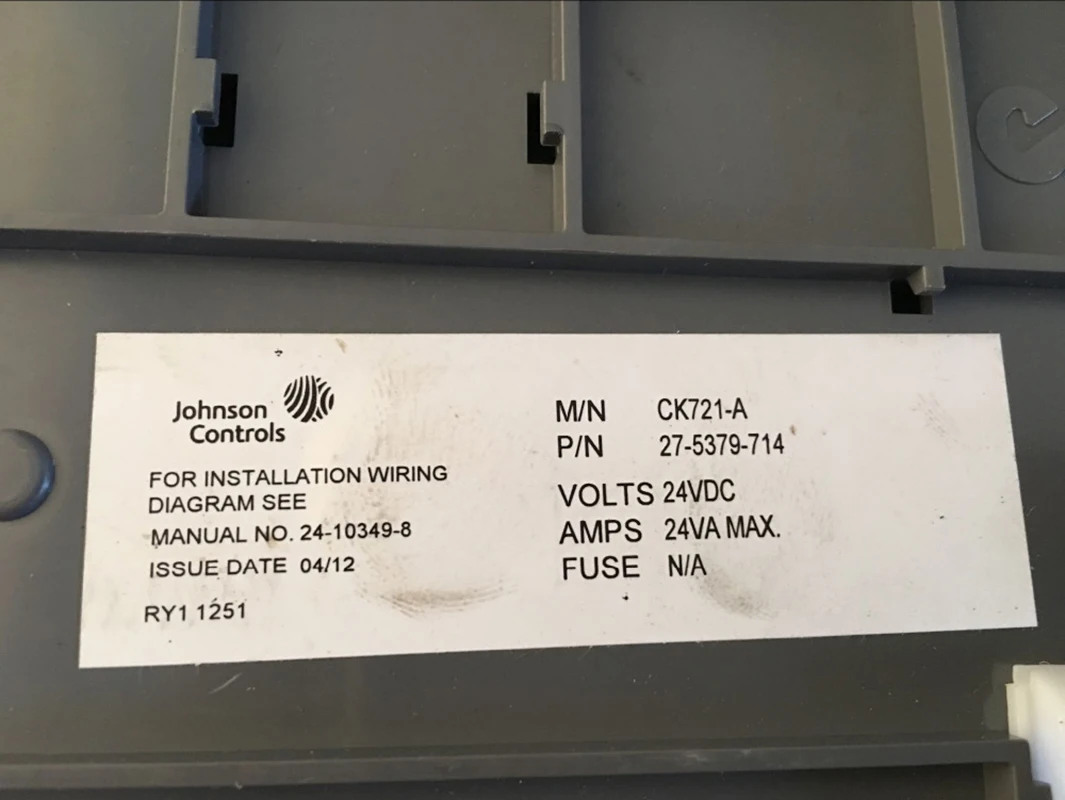 Johnson
Controls
FOR INSTALLATION WIRING
DIAGRAM SEE
MANUAL NO. 24-10349-8
ISSUE DATE 04/12
RY1 1251
M/N CK721-A
P/N 27-5379-714
VOLTS 24VDC
AMPS 24VA MAX.
FUSE N/A